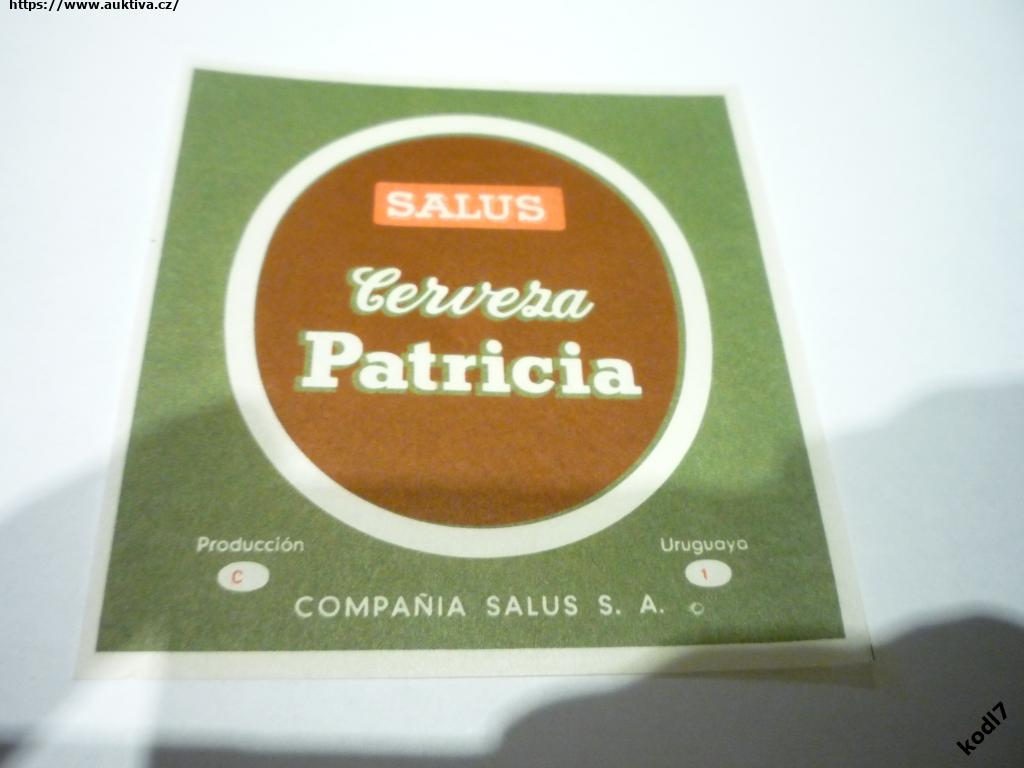 https://www.auktiva.cz/
SALUS
Cerveza
Patricia
Producción Uruguaya
C 1
COMPAÑIA SALUS S. A.
kodl7